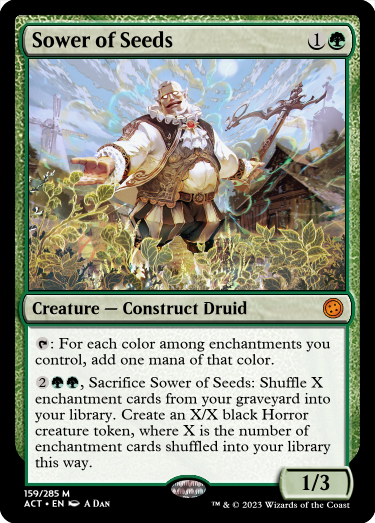 Sower of Seeds 1
Creature — Construct Druid
: For each color among enchantments you
control, add one mana of that color.
2, Sacrifice Sower of Seeds: Shuffle X
enchantment cards from your graveyard into
your library. Create an X/X black Horror
creature token, where X is the number of
enchantment cards shuffled into your library
this way.
1/3
159/285 M
ACT • EN A Dan
™ & © 2023 Wizards of the Coast